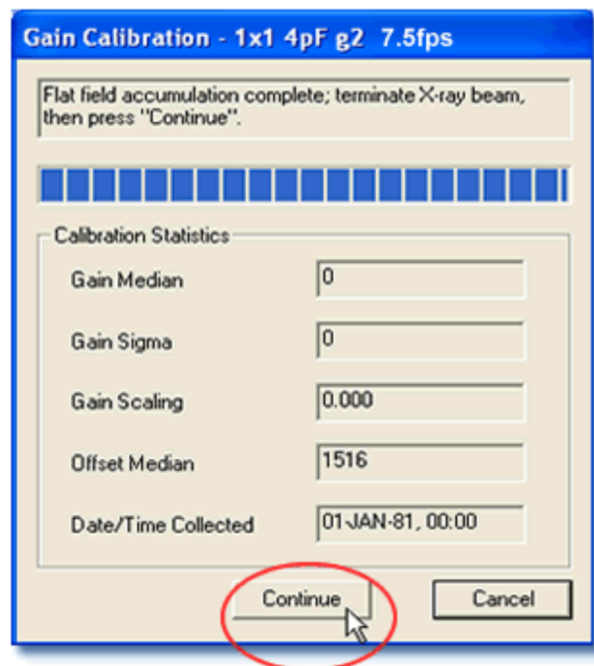 Gain Calibration - 1x1 4pF g2 7.5fps
Flat field accumulation complete; terminate X-ray beam,
then press "Continue".
Calibration Statistics
Gain Median 0
Gain Sigma 0
Gain Scaling 0.000
Offset Median 1516
Date/Time Collected 01-JAN-81, 00:00
Continue Cancel